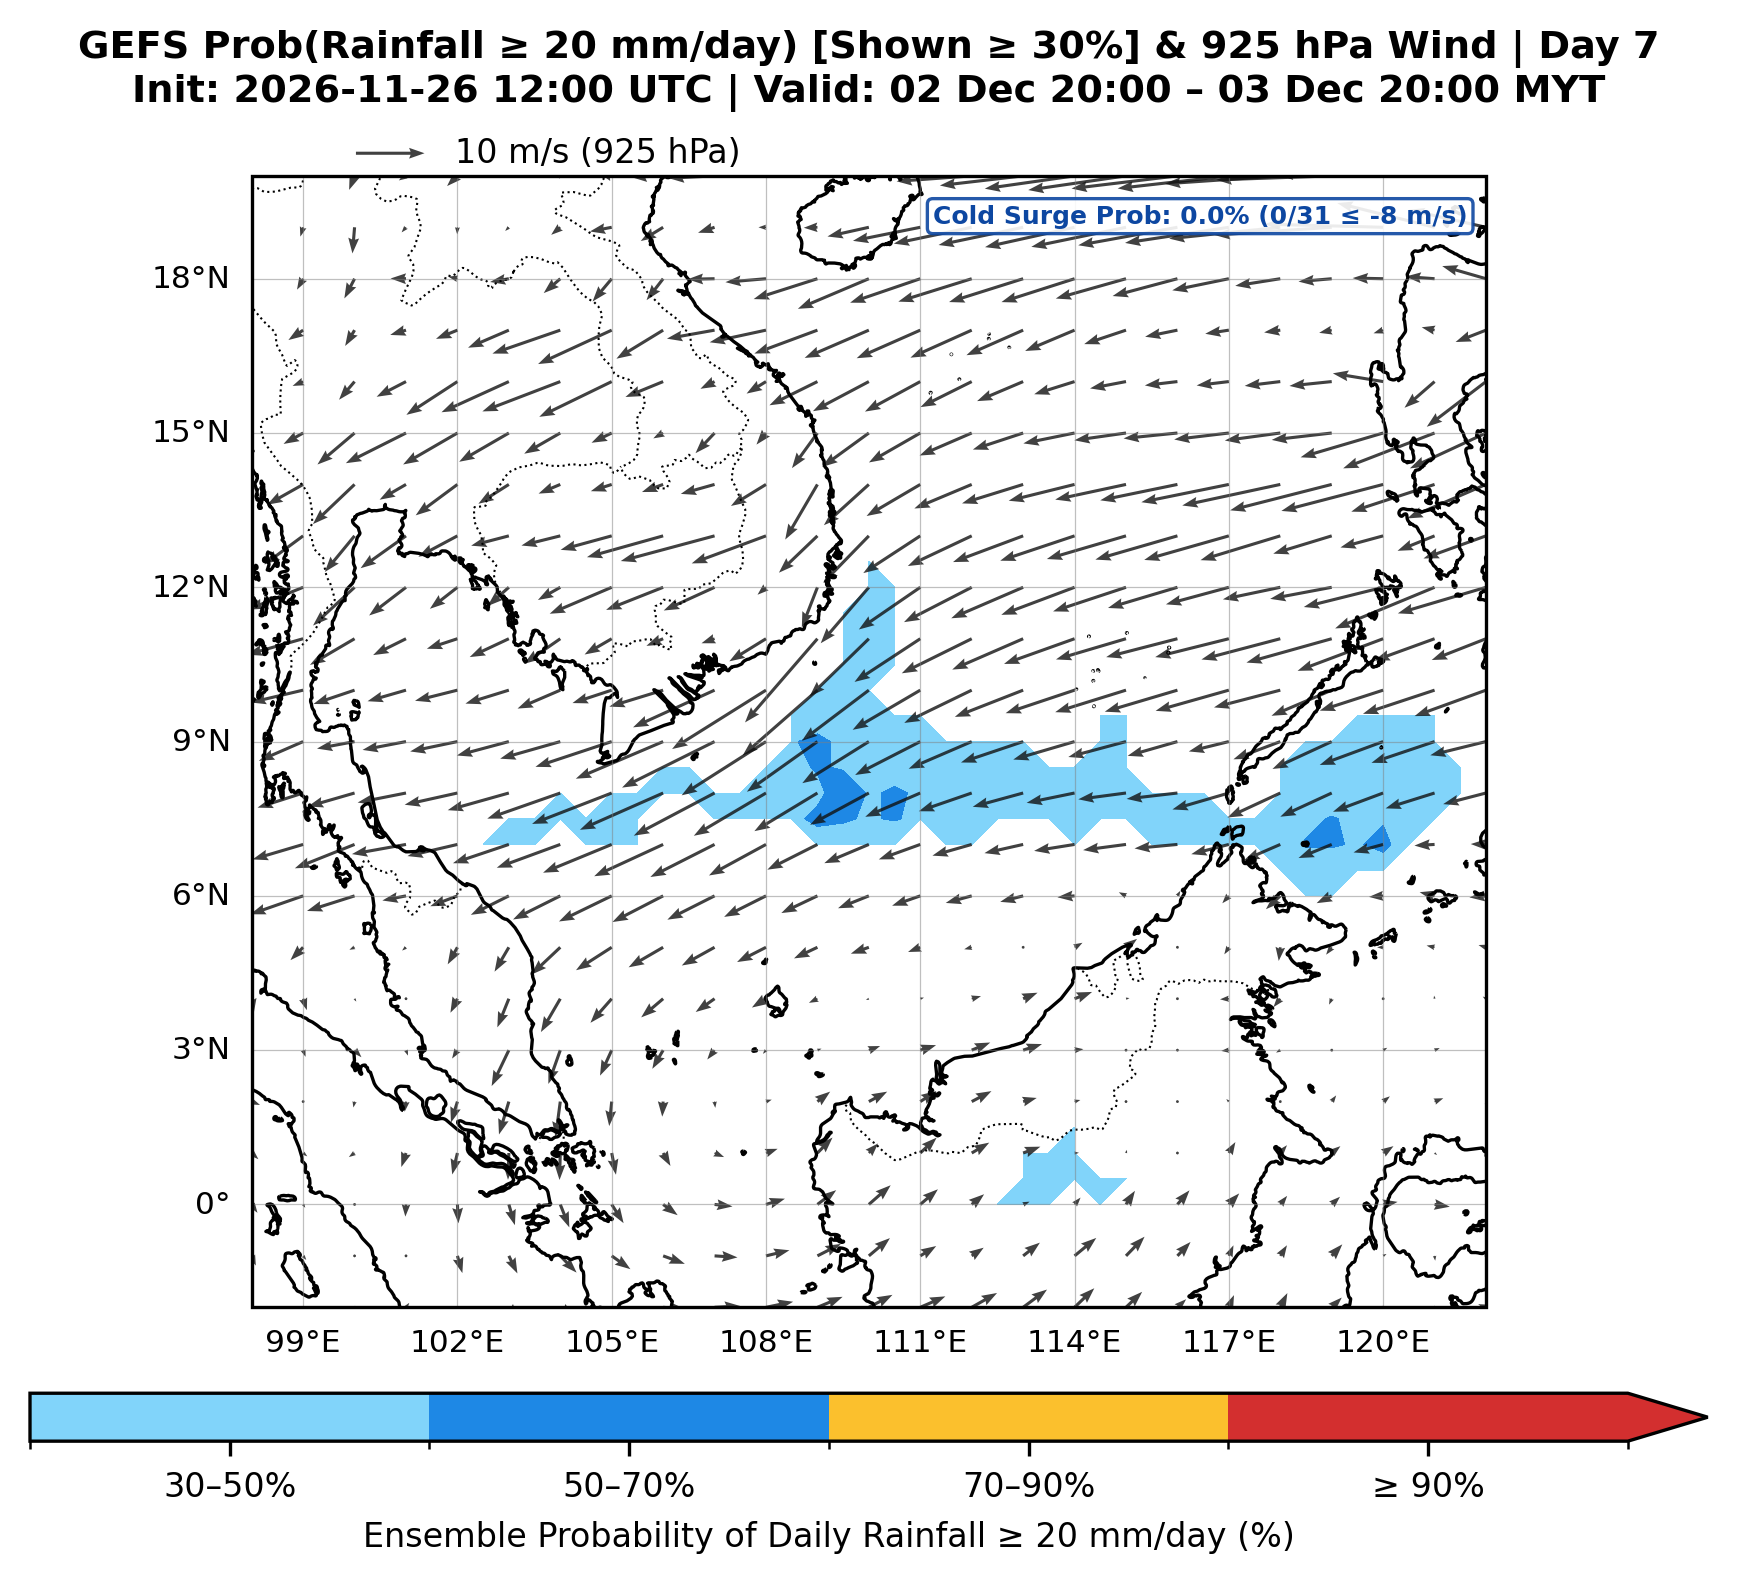 GEFS Prob(Rainfall ≥ 20 mm/day) [Shown ≥ 30%] & 925 hPa Wind | Day 7
Init: 2026-11-26 12:00 UTC | Valid: 02 Dec 20:00 – 03 Dec 20:00 MYT
10 m/s (925 hPa)
Cold Surge Prob: 0.0% (0/31 ≤ -8 m/s)
18°N
15°N
12°N
9°N
6°N
3°N
0°
99°E 102°E 105°E 108°E 111°E 114°E 117°E 120°E
30–50% 50–70% 70–90% ≥ 90%
Ensemble Probability of Daily Rainfall ≥ 20 mm/day (%)